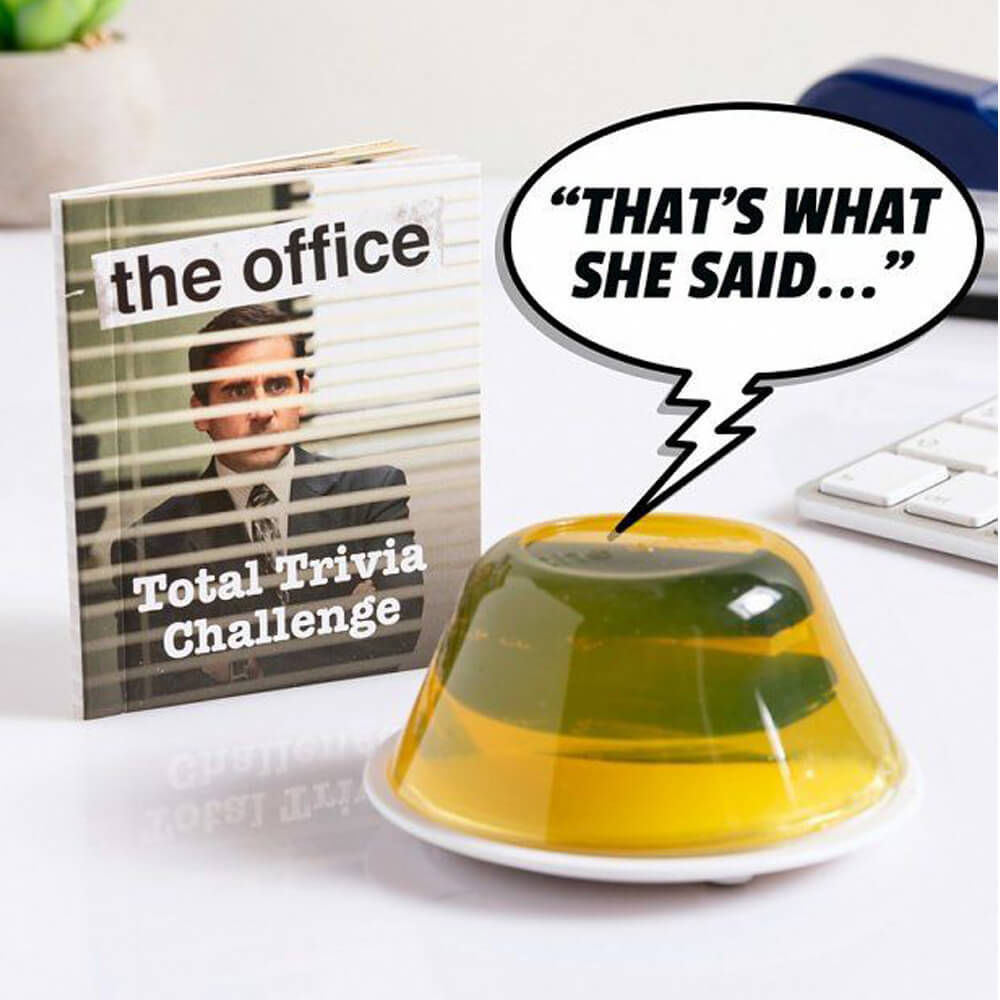 the office
Total Trivia
Challenge
“THAT’S WHAT
SHE SAID...”